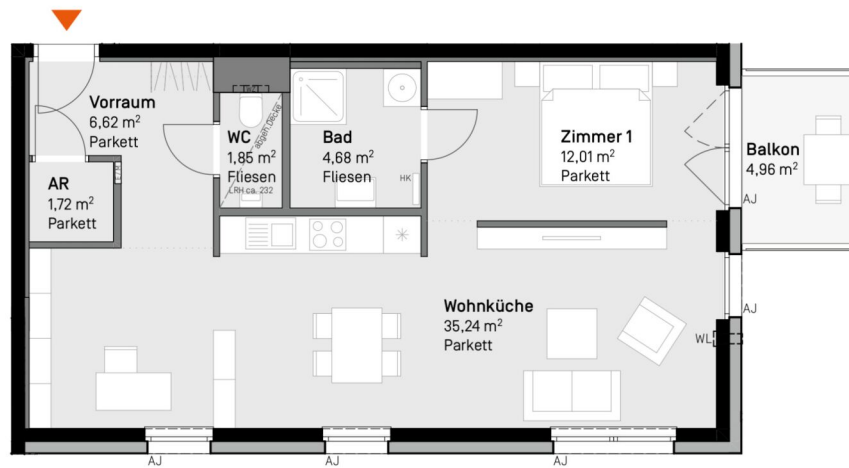 Vorraum
6,62 m²
Parkett
AR
1,72 m²
Parkett
WC
1,85 m²
Fliesen
LRH ca. 232
abgeh.Decke
Bad
4,68 m²
Fliesen
HK
Zimmer 1
12,01 m²
Parkett
Balkon
4,96 m²
AJ
Wohnküche
35,24 m²
Parkett
AJ
WL
AJ
AJ
AJ